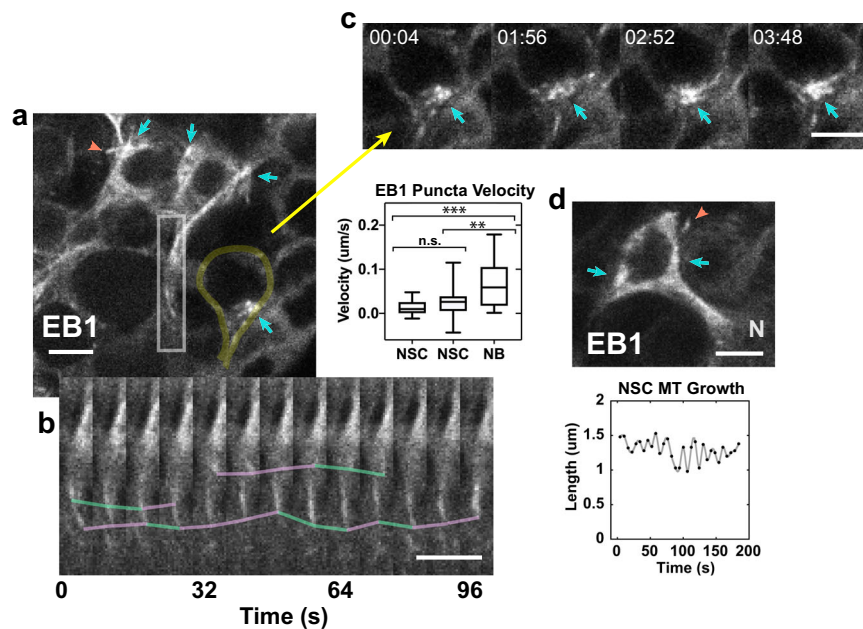 c
00:04 01:56 02:52 03:48
a
EB1
EB1 Puncta Velocity
***
**
n.s.
Velocity (um/s)
0.2
0.1
0.0
NSC NSC NB
d
EB1
N
b
0 32 64 96
Time (s)
NSC MT Growth
Length (um)
2
1.5
1
0.5
0
0 50 100 150 200
Time (s)